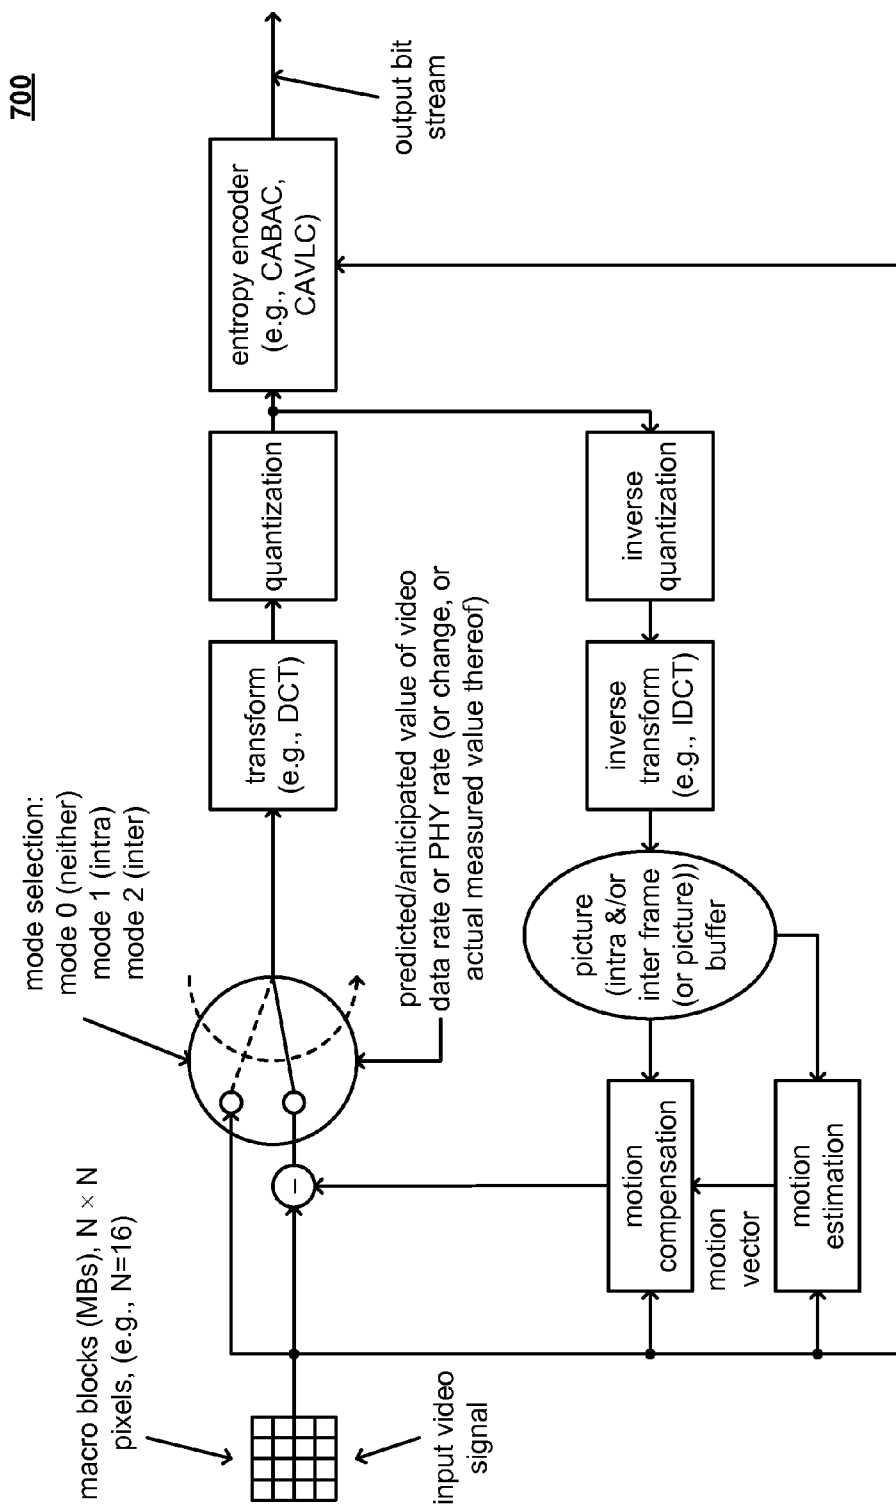 700
macro blocks (MBs), N × N
pixels, (e.g., N=16)
input video
signal
mode selection:
mode 0 (neither)
mode 1 (intra)
mode 2 (inter)
–
predicted/anticipated value of video
data rate or PHY rate (or change, or
actual measured value thereof)
transform
(e.g., DCT)
quantization
entropy encoder
(e.g., CABAC,
CAVLC)
output bit
stream
inverse
quantization
inverse
transform
(e.g., IDCT)
picture
(intra &/or
inter frame
(or picture))
buffer
motion
compensation
motion
vector
motion
estimation